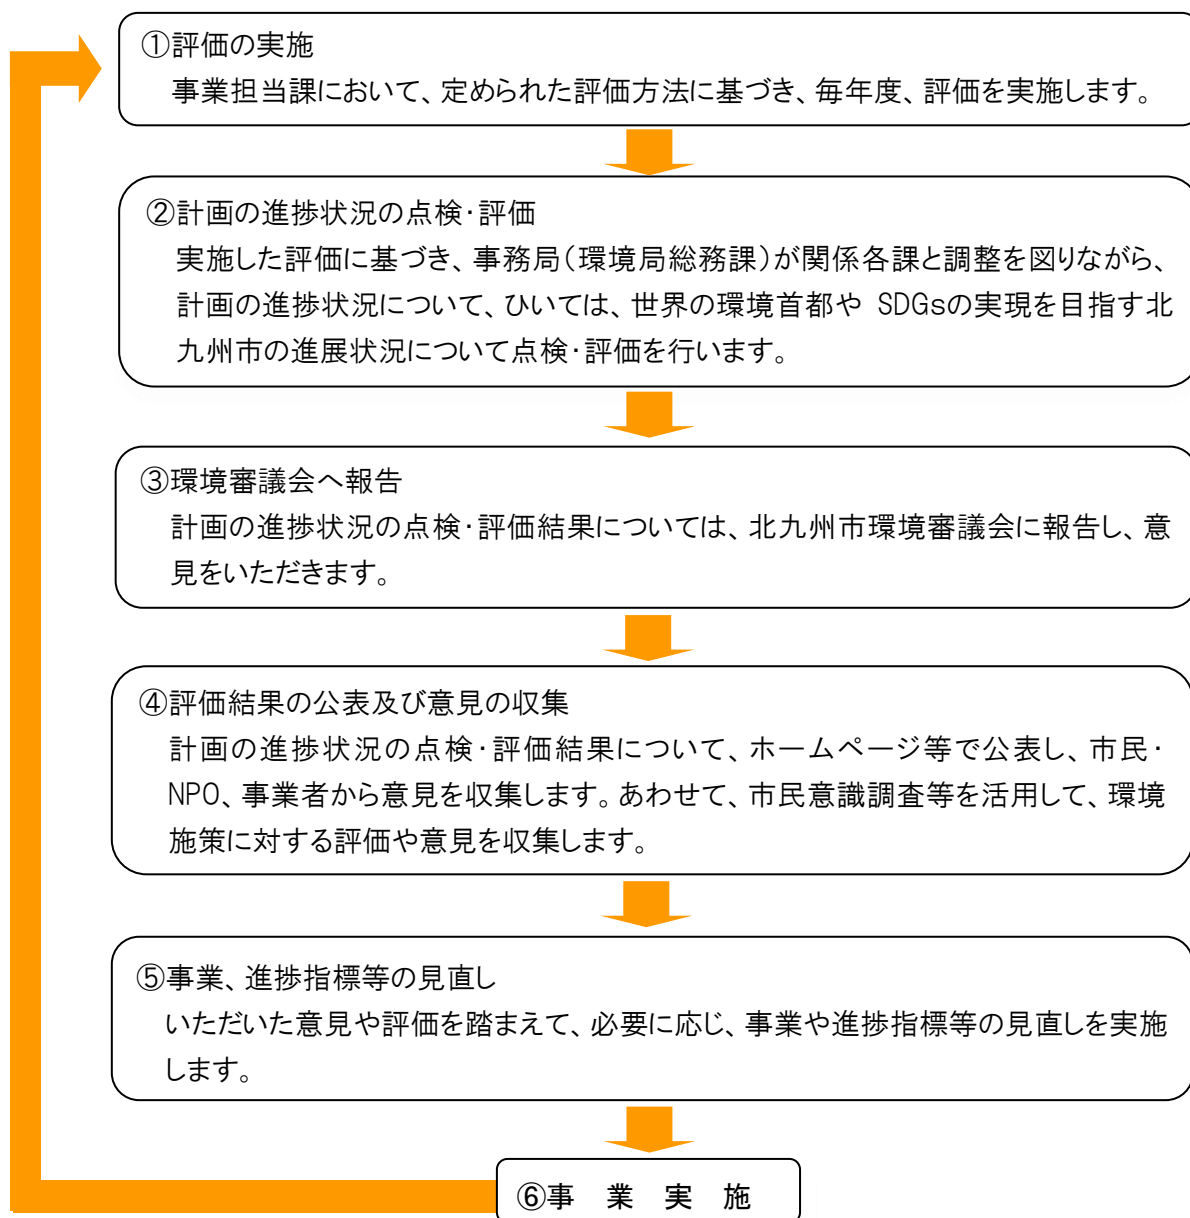 ①評価の実施
事業担当課において、定められた評価方法に基づき、毎年度、評価を実施します。
②計画の進捗状況の点検・評価
実施した評価に基づき、事務局（環境局総務課）が関係各課と調整を図りながら、
計画の進捗状況について、ひいては、世界の環境首都や SDGsの実現を目指す北
九州市の進展状況について点検・評価を行います。
③環境審議会へ報告
計画の進捗状況の点検・評価結果については、北九州市環境審議会に報告し、意
見をいただきます。
④評価結果の公表及び意見の収集
計画の進捗状況の点検・評価結果について、ホームページ等で公表し、市民・
NPO、事業者から意見を収集します。あわせて、市民意識調査等を活用して、環境
施策に対する評価や意見を収集します。
⑤事業、進捗指標等の見直し
いただいた意見や評価を踏まえて、必要に応じ、事業や進捗指標等の見直しを実施
します。
⑥事　業　実　施